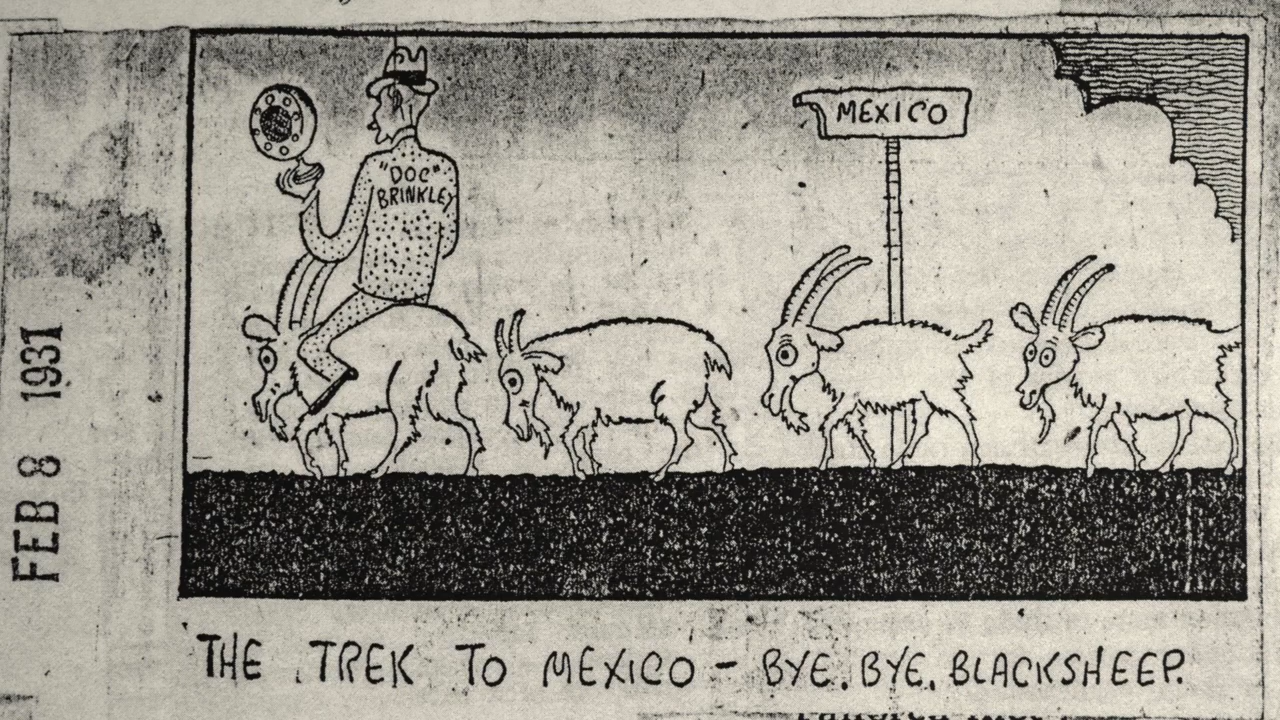 "DOC"
BRINKLEY
MEXICO
FEB 8 1931
THE TREK TO MEXICO - BYE. BYE. BLACKSHEEP.